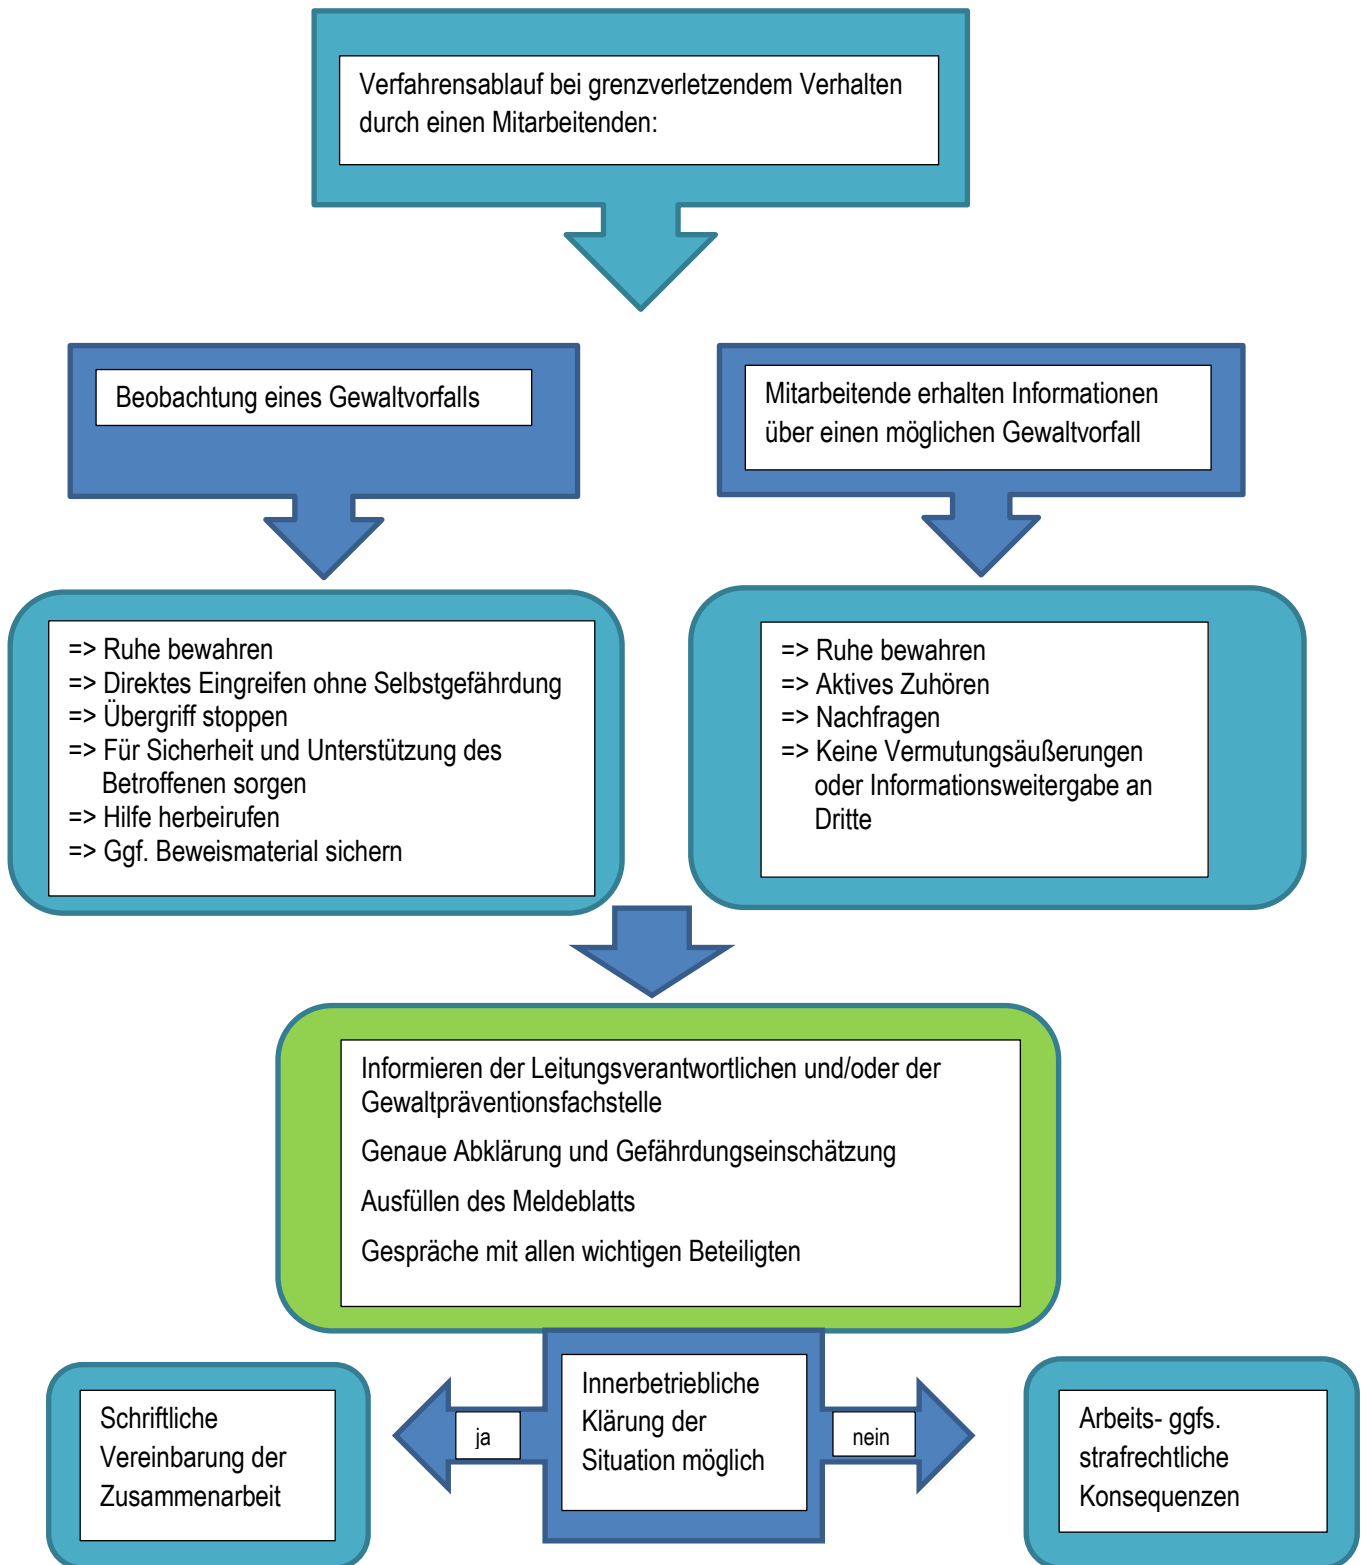 Verfahrensablauf bei grenzverletzendem Verhalten
durch einen Mitarbeitenden:
Beobachtung eines Gewaltvorfalls
Mitarbeitende erhalten Informationen
über einen möglichen Gewaltvorfall
=> Ruhe bewahren
=> Direktes Eingreifen ohne Selbstgefährdung
=> Übergriff stoppen
=> Für Sicherheit und Unterstützung des
Betroffenen sorgen
=> Hilfe herbeirufen
=> Ggf. Beweismaterial sichern
=> Ruhe bewahren
=> Aktives Zuhören
=> Nachfragen
=> Keine Vermutungsäußerungen
oder Informationsweitergabe an
Dritte
Informieren der Leitungsverantwortlichen und/oder der
Gewaltpräventionsfachstelle
Genaue Abklärung und Gefährdungseinschätzung
Ausfüllen des Meldeblatts
Gespräche mit allen wichtigen Beteiligten
Schriftliche
Vereinbarung der
Zusammenarbeit
ja
Innerbetriebliche
Klärung der
Situation möglich
nein
Arbeits- ggfs.
strafrechtliche
Konsequenzen